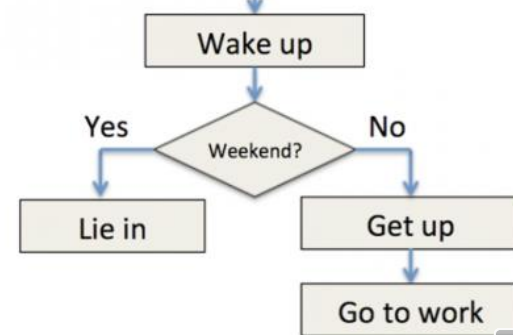 Wake up
Yes
No
Weekend?
Lie in
Get up
Go to work